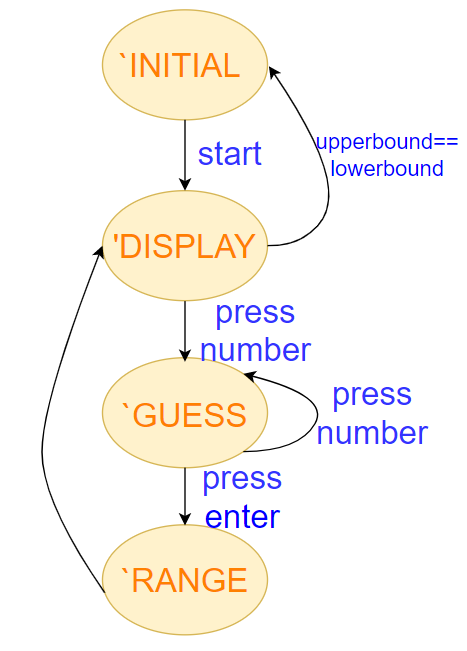 `INITIAL
start
upperbound==
lowerbound
'DISPLAY
press
number
`GUESS
press
number
press
enter
`RANGE